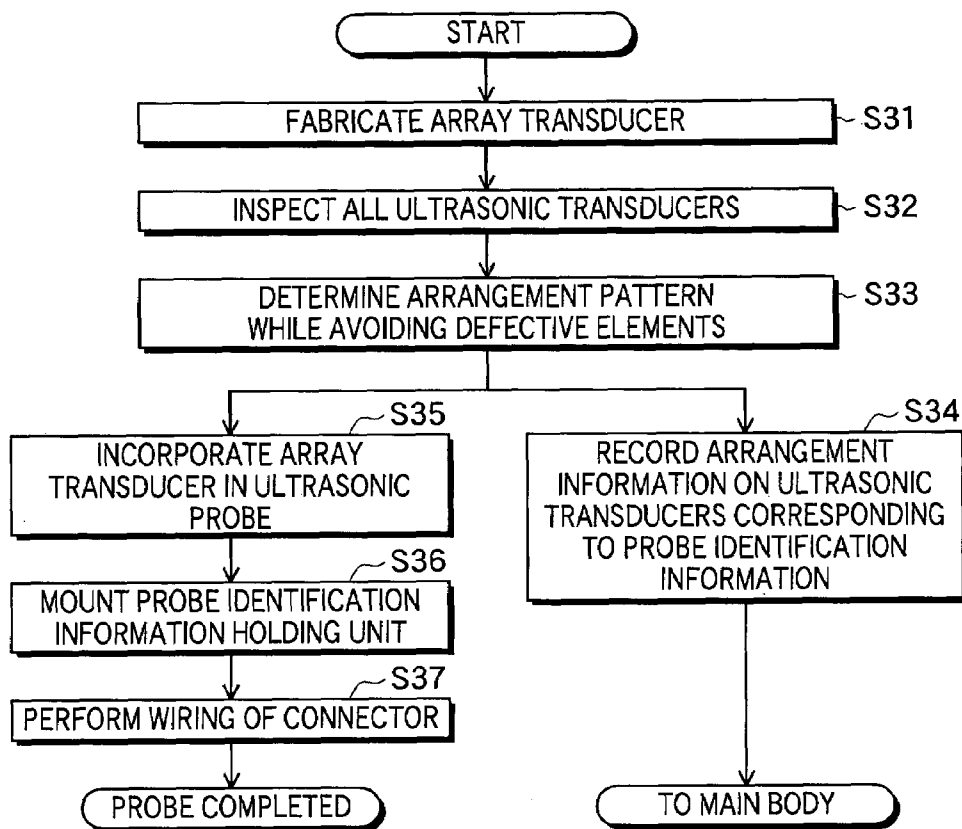 START
FABRICATE ARRAY TRANSDUCER
S31
INSPECT ALL ULTRASONIC TRANSDUCERS
S32
DETERMINE ARRANGEMENT PATTERN
WHILE AVOIDING DEFECTIVE ELEMENTS
S33
S35
INCORPORATE ARRAY
TRANSDUCER IN ULTRASONIC
PROBE
S36
MOUNT PROBE IDENTIFICATION
INFORMATION HOLDING UNIT
S37
PERFORM WIRING OF CONNECTOR
PROBE COMPLETED
S34
RECORD ARRANGEMENT
INFORMATION ON ULTRASONIC
TRANSDUCERS CORRESPONDING
TO PROBE IDENTIFICATION
INFORMATION
TO MAIN BODY